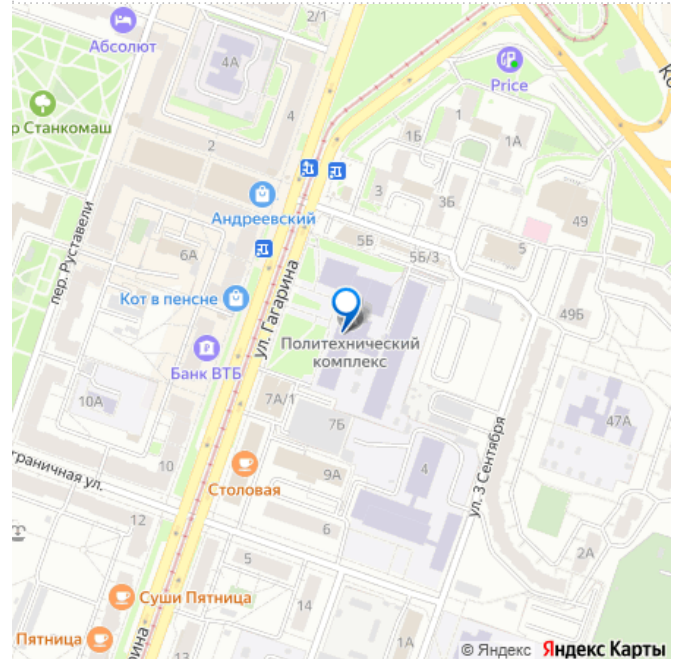 2/1
Абсолют
4А
Price
р Станкомаш
4
2
1Б
1
1А
3
3Б
Андреевский
49
пер. Руставели
5Б
5
6А
5Б/3
ул. Гагарина
Кот в пенсне
49Б
Политехнический
комплекс
Банк ВТБ
10А
7А/1
7Б
47А
ул. 3 Сентября
граничная ул.
10
Столовая
9А
4
12
6
5
2А
Суши Пятница
14
Пятница
рина
1А
© Яндекс Яндекс Карты